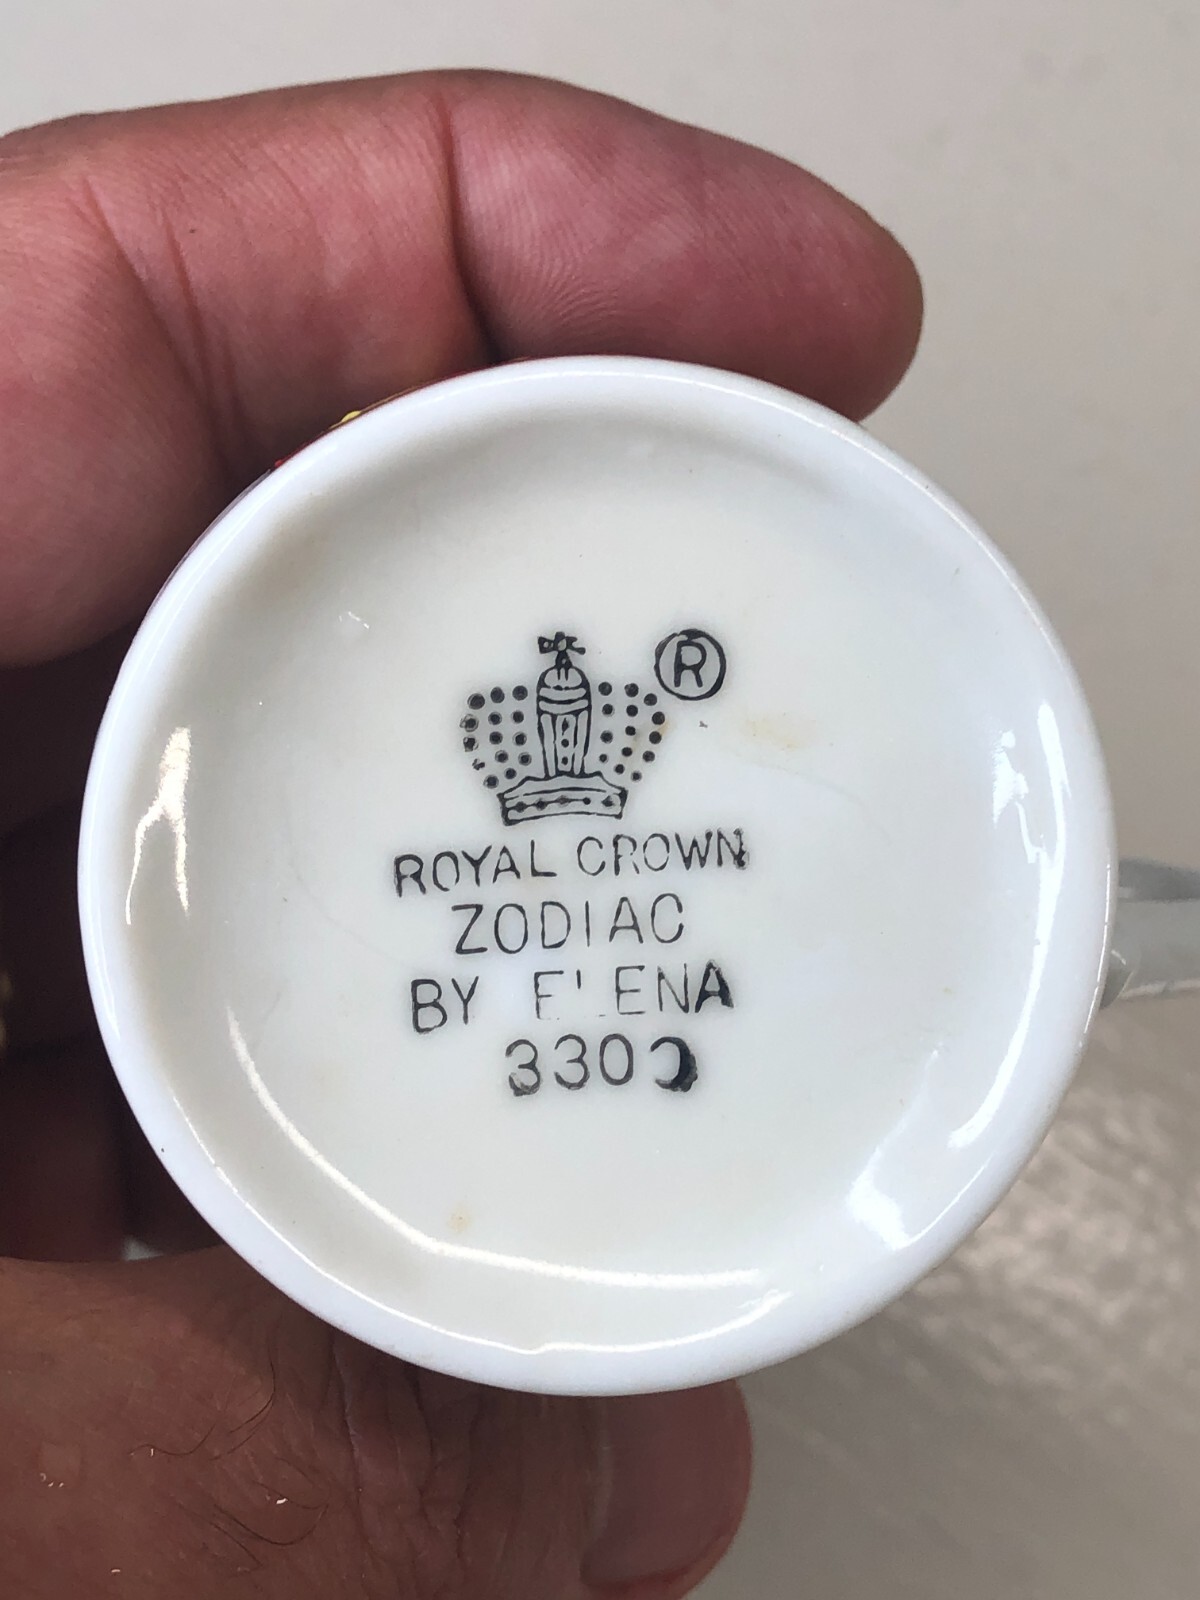 ®
ROYAL CROWN
ZODIAC
BY ELENA
3300